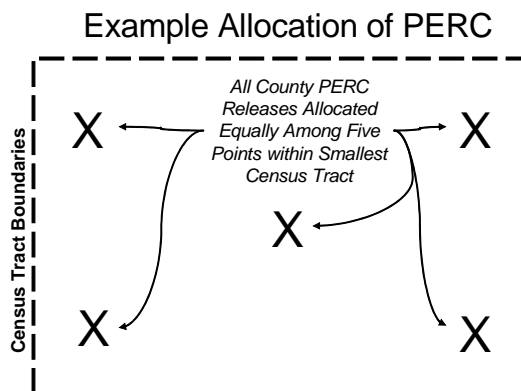 Example Allocation of PERC
All County PERC
Releases Allocated
Equally Among Five
Points within Smallest
Census Tract
X
X
X
X
X
Census Tract Boundaries